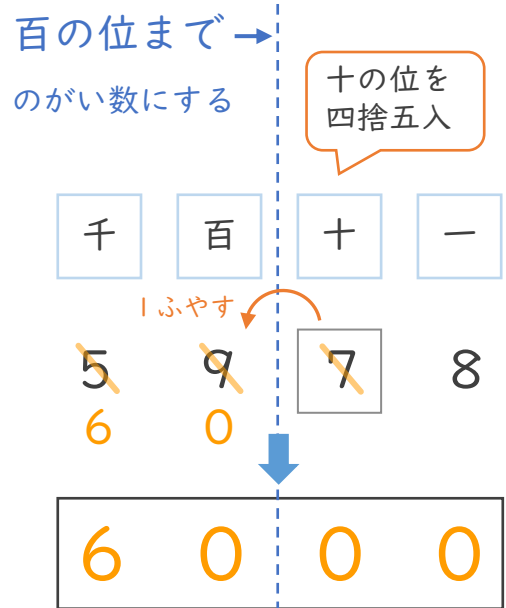 百の位まで→
のがい数にする
十の位を
四捨五入
千 百 十 一
1ふやす
5 9 7 8
6 0
6 0 0 0